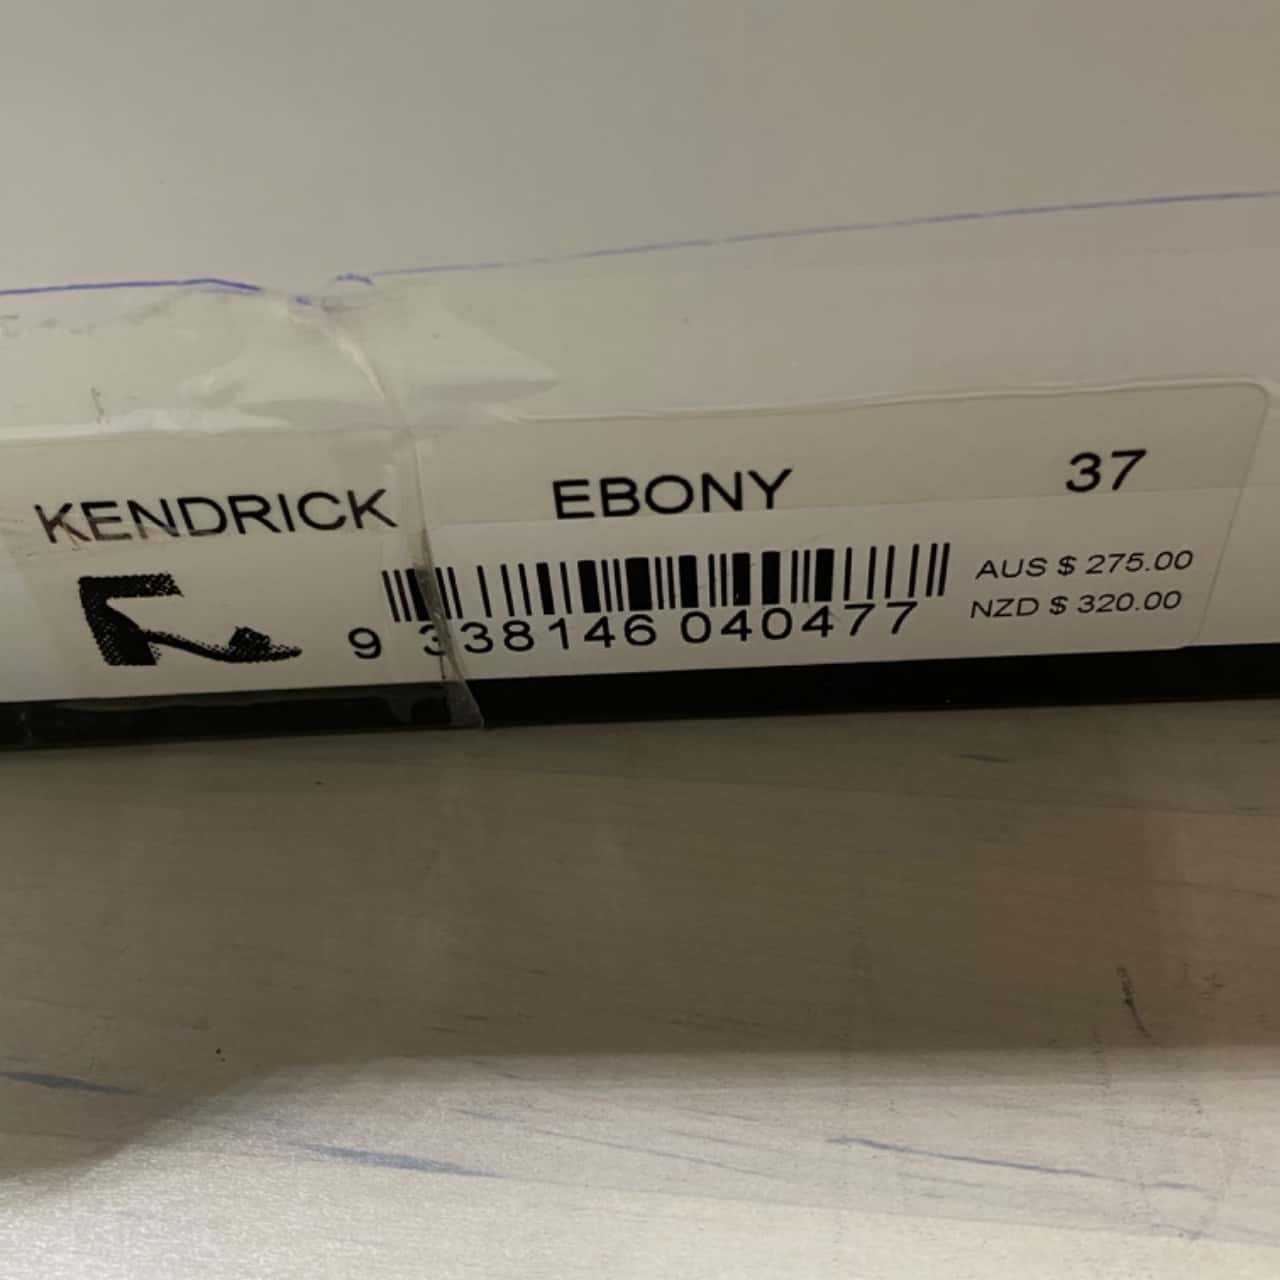 KENDRICK EBONY 37
AUS $ 275.00
9 338146 040477 NZD $ 320.00